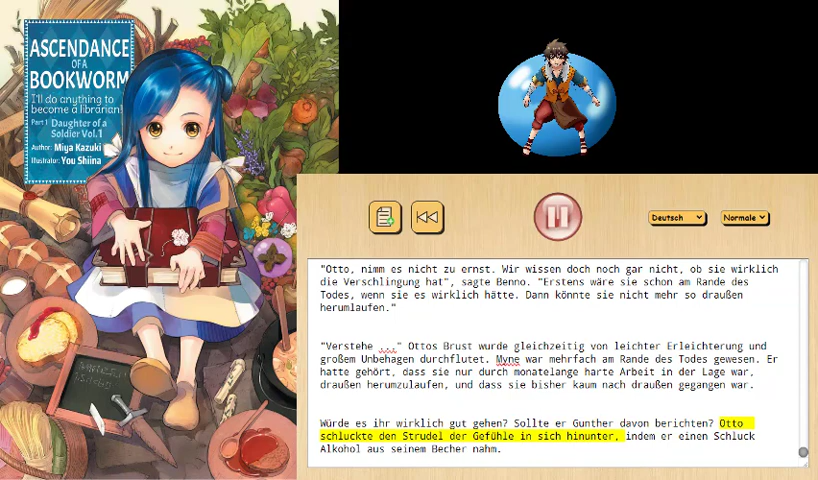 ASCENDANCE
OF A
BOOKWORM
I'll do anything to
become a librarian!
Part 1 Daughter of a
Soldier Vol.1
Author: Miya Kazuki
Illustrator: You Shiina
Deutsch
Normale
"Otto, nimm es nicht zu ernst. Wir wissen doch noch gar nicht, ob sie wirklich
die Verschlingung hat", sagte Benno. "Erstens wäre sie schon am Rande des
Todes, wenn sie es wirklich hätte. Dann könnte sie nicht mehr so draußen
herumlaufen."
"Verstehe ..." Ottos Brust wurde gleichzeitig von leichter Erleichterung und
großem Unbehagen durchflutet. Myne war mehrfach am Rande des Todes gewesen. Er
hatte gehört, dass sie nur durch monatelange harte Arbeit in der Lage war,
draußen herumzulaufen, und dass sie bisher kaum nach draußen gegangen war.
Würde es ihr wirklich gut gehen? Sollte er Gunther davon berichten? Otto
schluckte den Strudel der Gefühle in sich hinunter, indem er einen Schluck
Alkohol aus seinem Becher nahm.